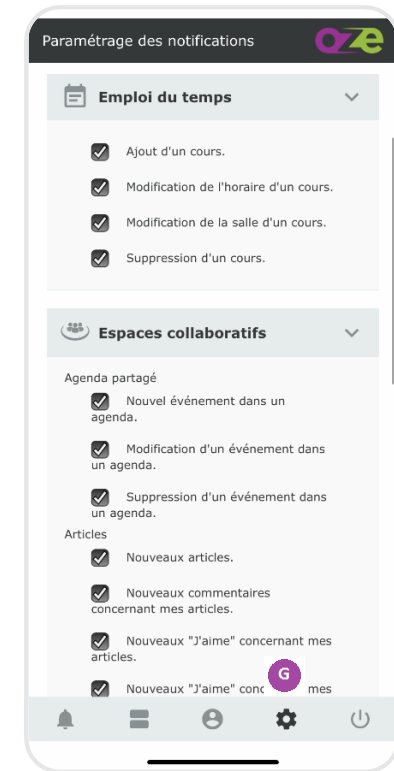 Paramétrage des notifications
OZE
Emploi du temps
Ajout d'un cours.
Modification de l'horaire d'un cours.
Modification de la salle d'un cours.
Suppression d'un cours.
Espaces collaboratifs
Agenda partagé
Nouvel événement dans un
agenda.
Modification d'un événement dans
un agenda.
Suppression d'un événement dans
un agenda.
Articles
Nouveaux articles.
Nouveaux commentaires
concernant mes articles.
Nouveaux "J'aime" concernant mes
articles.
Nouveaux "J'aime" mes
G